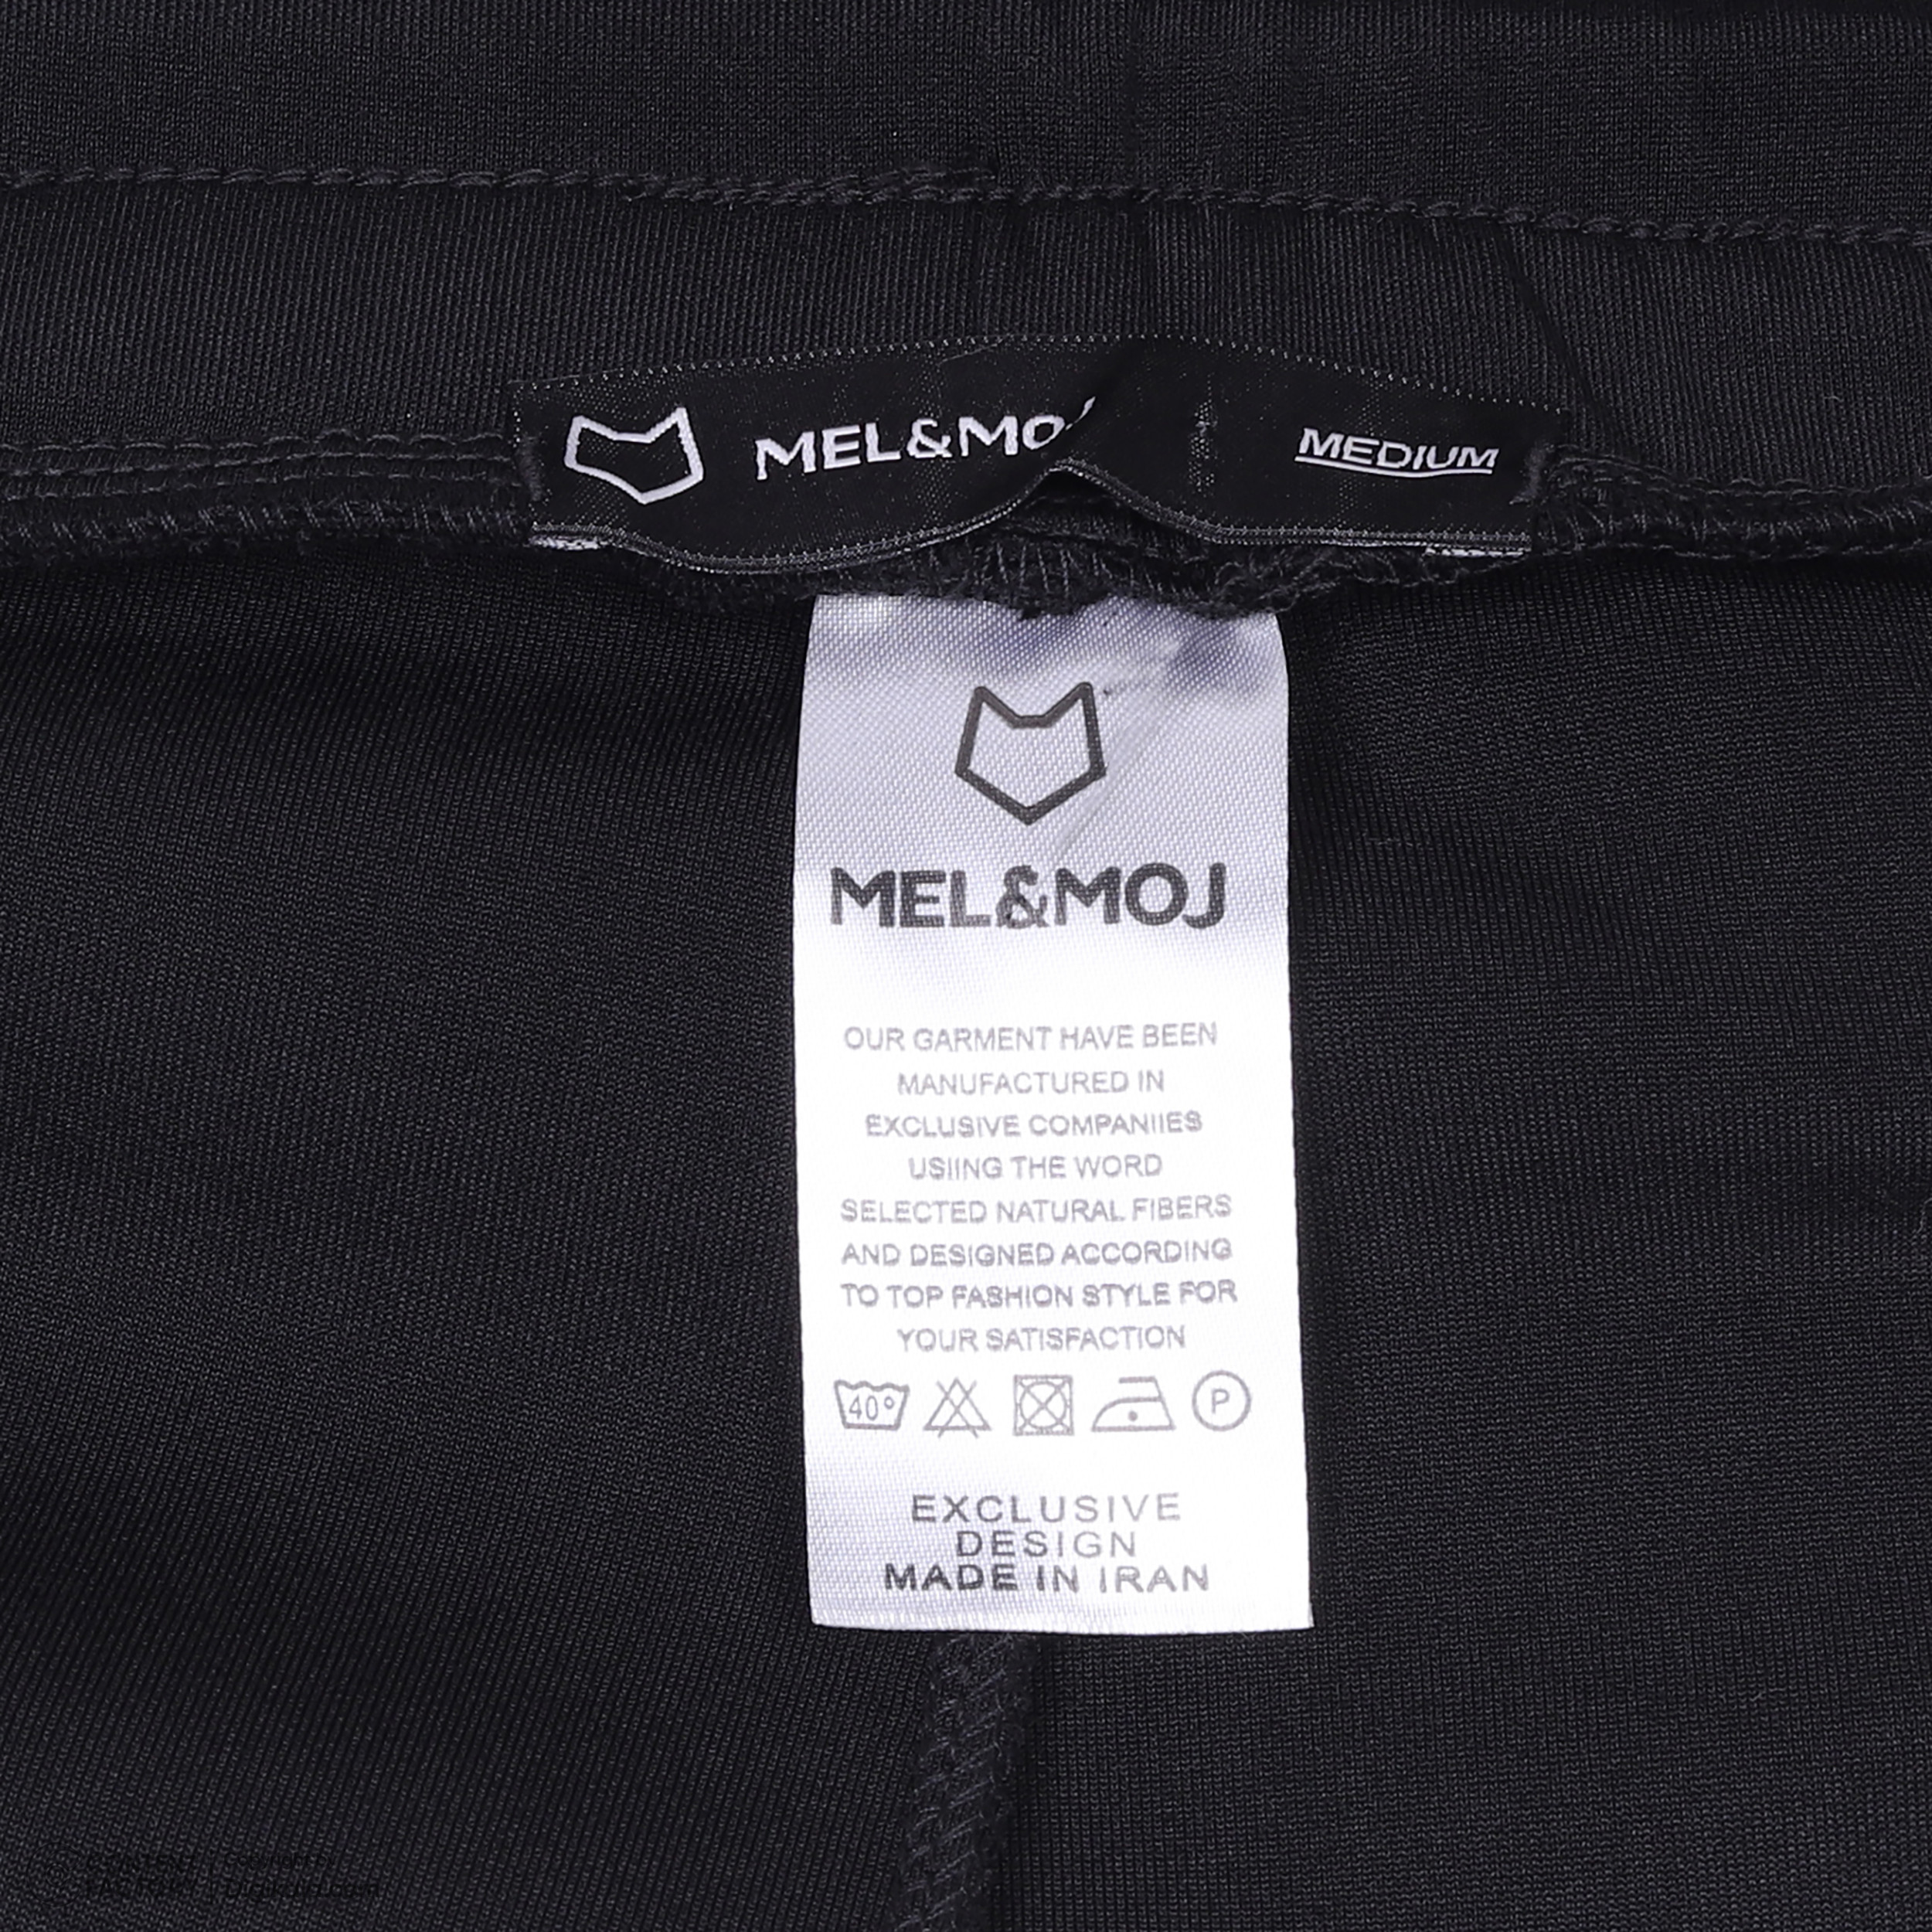 MEL&MOJ
MEDIUM
MEL&MOJ
OUR GARMENT HAVE BEEN
MANUFACTURED IN
EXCLUSIVE COMPANIIES
USIING THE WORD
SELECTED NATURAL FIBERS
AND DESIGNED ACCORDING
TO TOP FASHION STYLE FOR
YOUR SATISFACTION
40° P
EXCLUSIVE
DESIGN
MADE IN IRAN